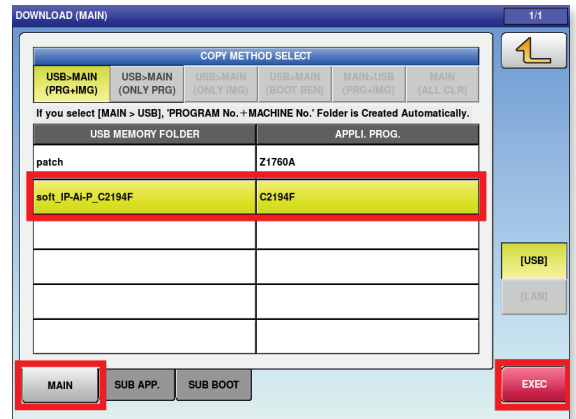 DOWNLOAD (MAIN)
1/1
COPY METHOD SELECT
USB>MAIN
(PRG+IMG)
USB>MAIN
(ONLY PRG)
USB>MAIN
(ONLY IMG)
USB>MAIN
(BOOT REN)
MAIN>USB
(PRG+IMG)
MAIN
(ALL CLR)
If you select [MAIN > USB], 'PROGRAM No.+MACHINE No.' Folder is Created Automatically.
USB MEMORY FOLDER
APPLI. PROG.
patch
Z1760A
soft_IP-Ai-P_C2194F
C2194F
[USB]
[LAN]
MAIN
SUB APP.
SUB BOOT
EXEC